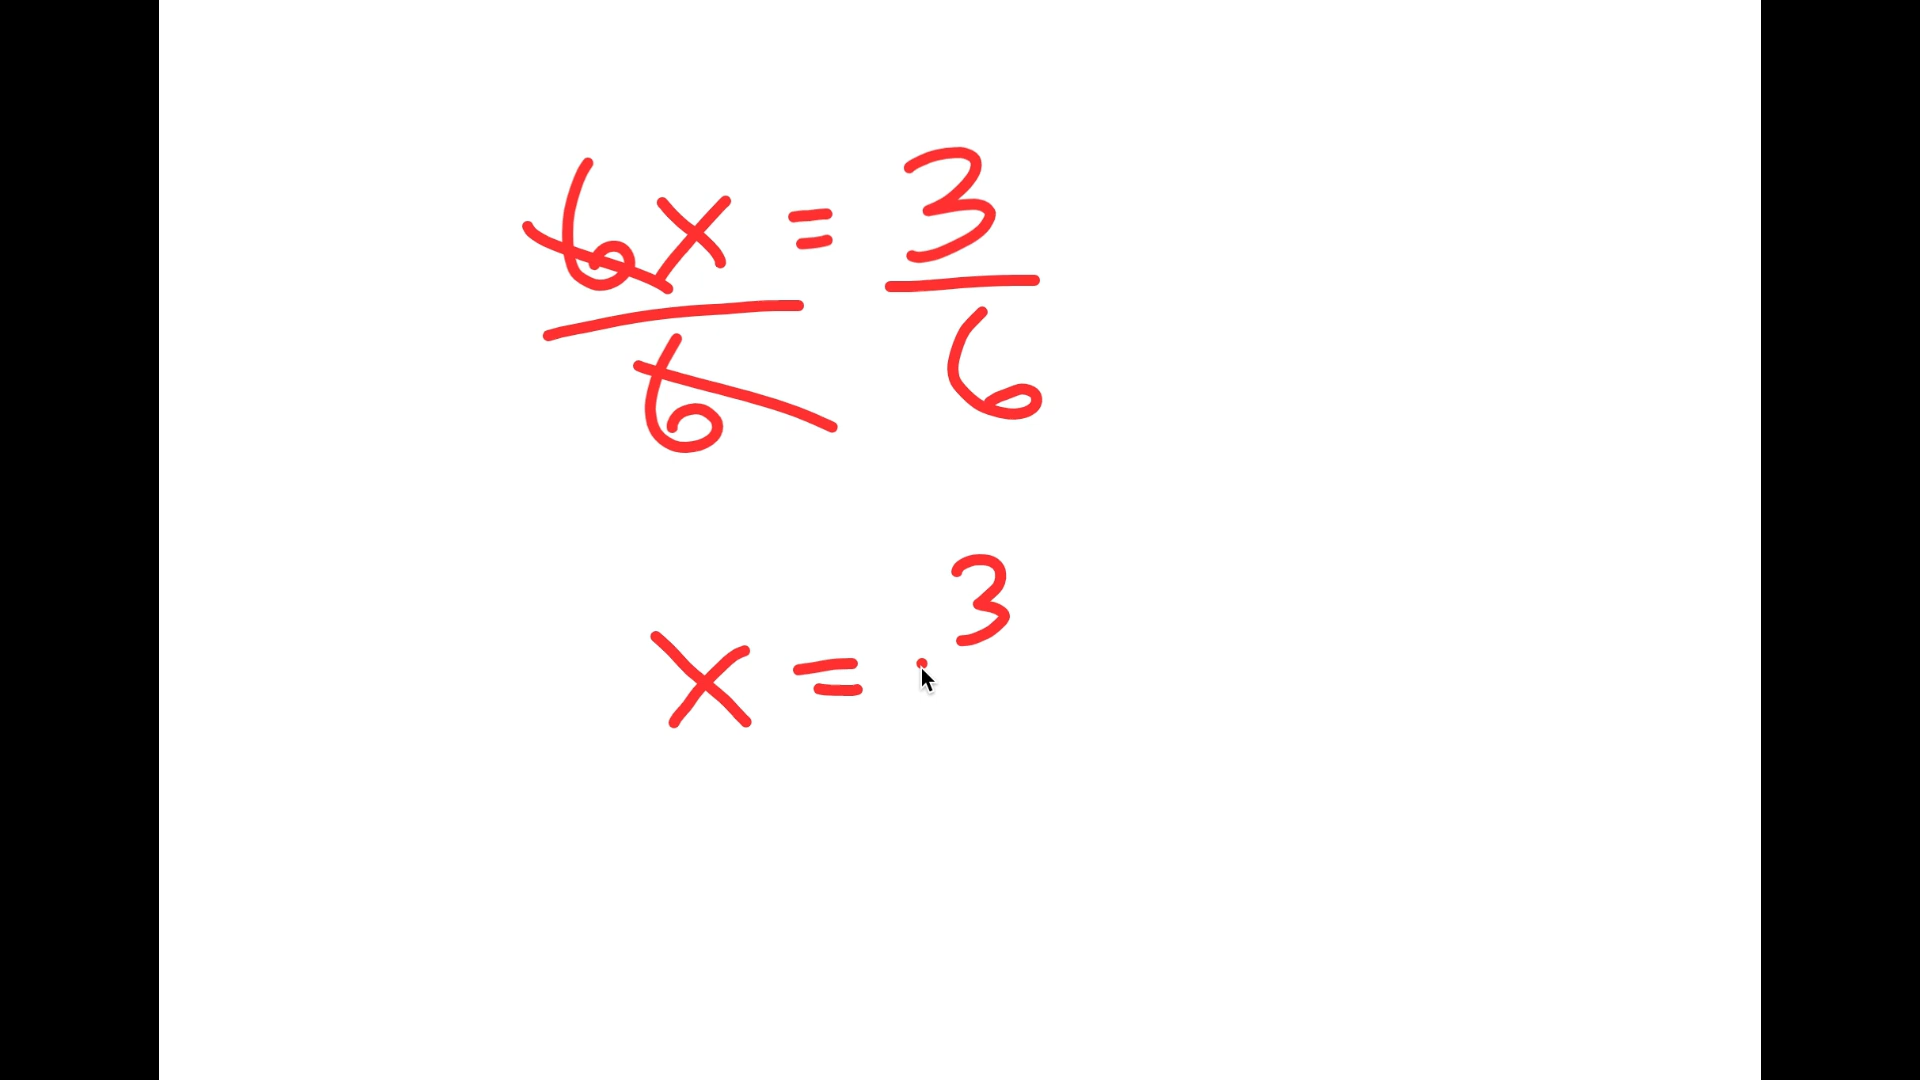 6x = 3
6 6
x = 3